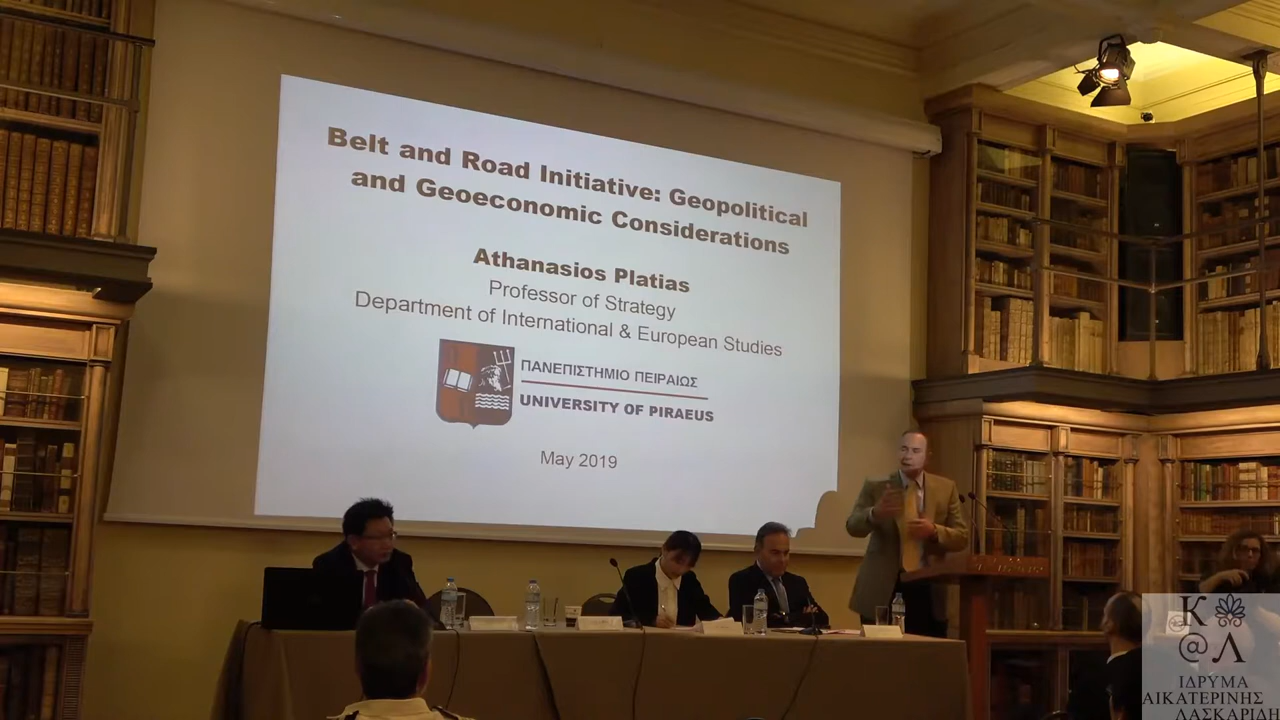 Belt and Road Initiative: Geopolitical
and Geoeconomic Considerations
Athanasios Platias
Professor of Strategy
Department of International & European Studies
ΠΑΝΕΠΙΣΤΗΜΙΟ ΠΕΙΡΑΙΩΣ
UNIVERSITY OF PIRAEUS
May 2019
Κ
@ Λ
ΙΔΡΥΜΑ
ΑΙΚΑΤΕΡΙΝΗΣ
ΛΑΣΚΑΡΙΔΗ